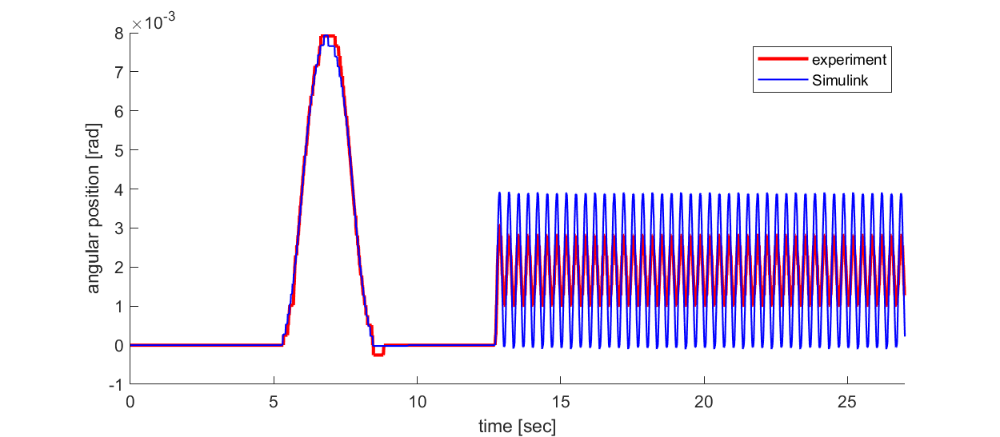 ×10⁻³
8
7
6
5
4
3
2
1
0
-1
angular position [rad]
experiment
Simulink
0 5 10 15 20 25
time [sec]